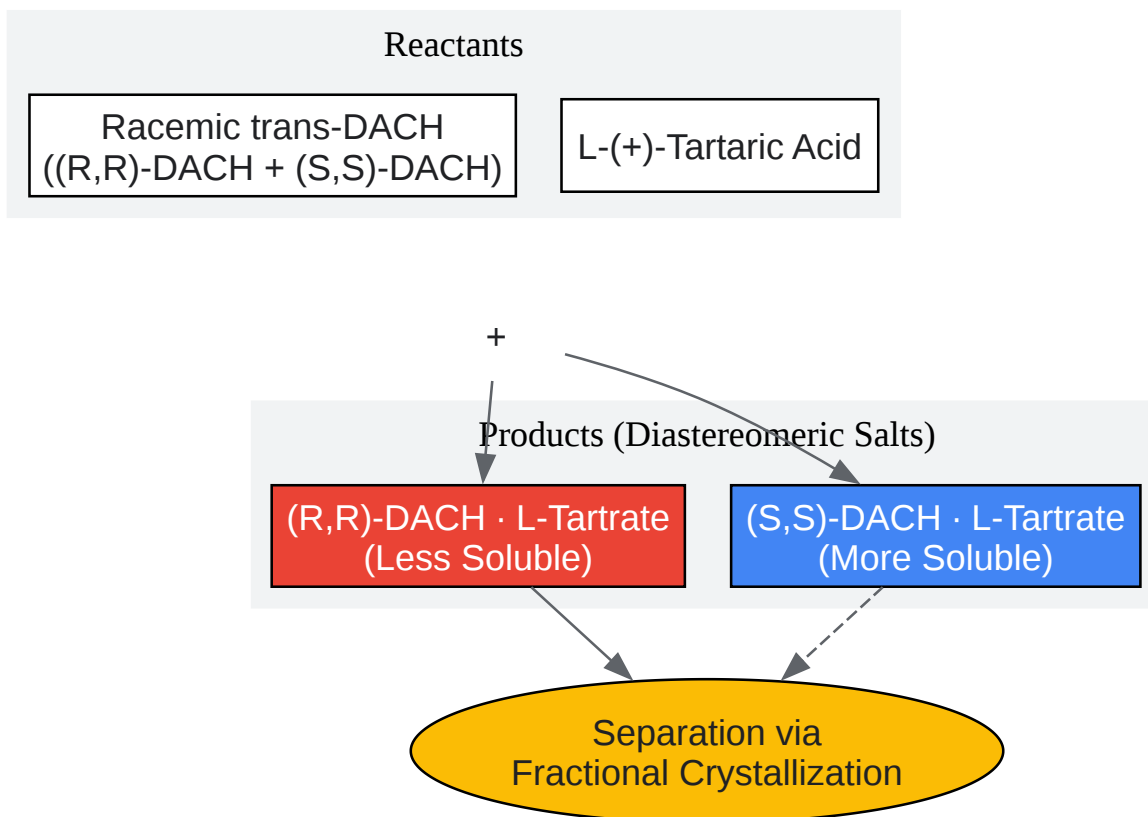 Reactants
Racemic trans-DACH
((R,R)-DACH + (S,S)-DACH)
L-(+)-Tartaric Acid
+
Products (Diastereomeric Salts)
(R,R)-DACH · L-Tartrate
(Less Soluble)
(S,S)-DACH · L-Tartrate
(More Soluble)
Separation via
Fractional Crystallization